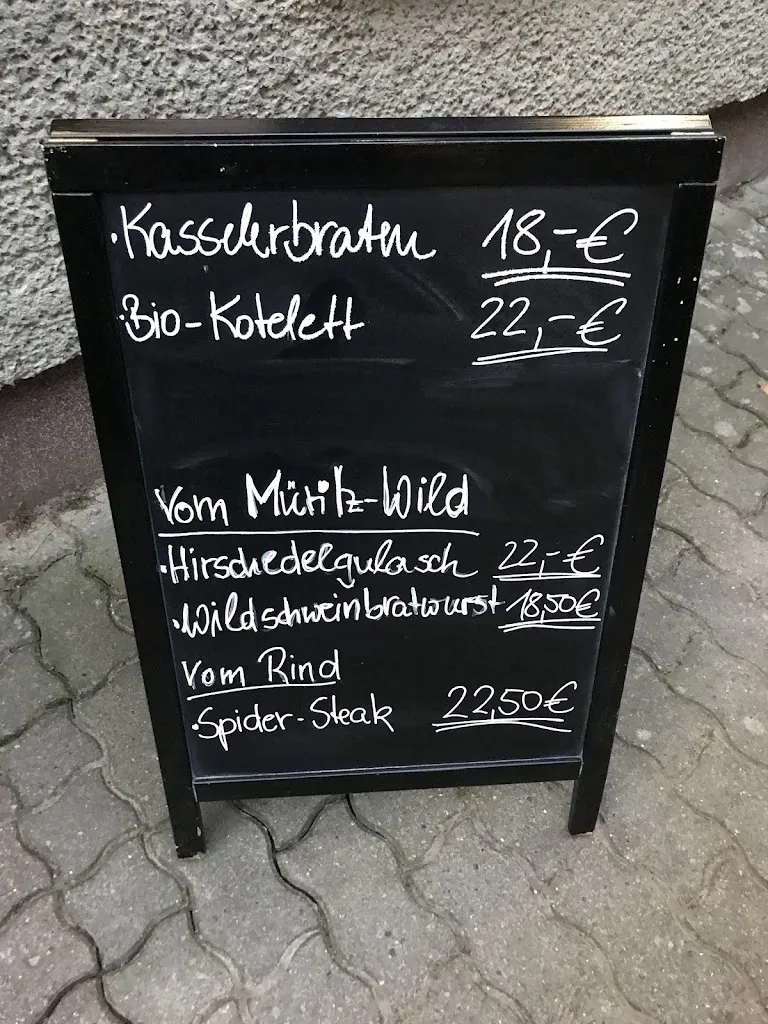 ·Kasselerbraten 18,-€
·Bio-Kotelett 22,-€
Vom Müritz-Wild
·Hirschedelgulasch 22,-€
·Wildschweinbratwurst 18,50€
Vom Rind
·Spider-Steak 22,50€